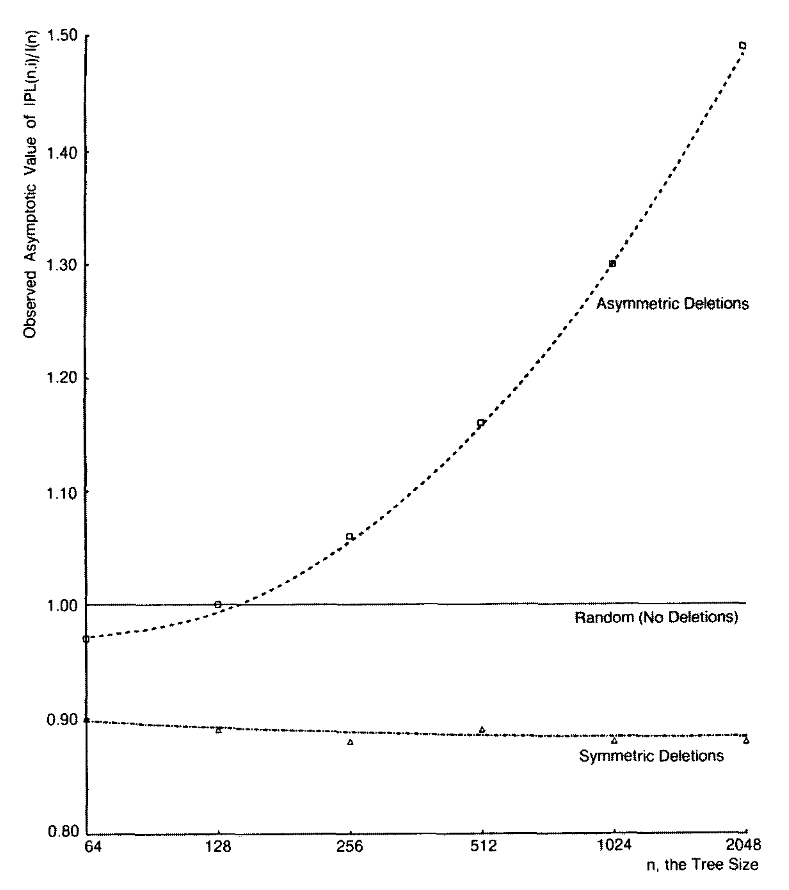 Observed Asymptotic Value of IPL(n.i)/I(n)
1.50
1.40
1.30
Asymmetric Deletions
1.20
1.10
1.00
Random (No Deletions)
0.90
Symmetric Deletions
0.80
64 128 256 512 1024 2048
n, the Tree Size